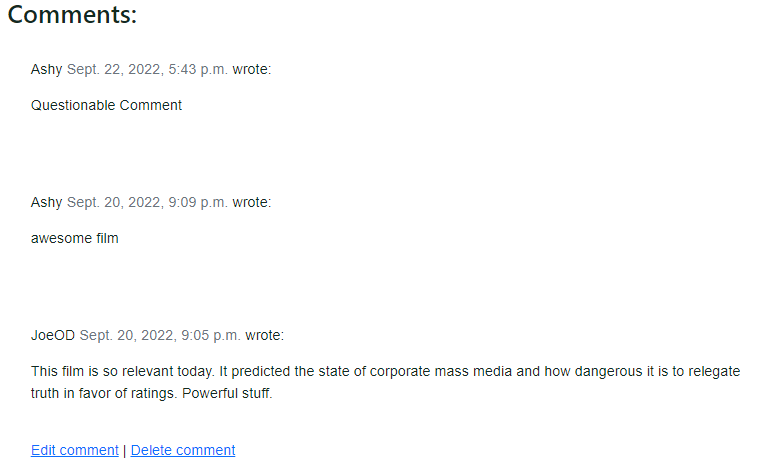 Comments:
Ashy Sept. 22, 2022, 5:43 p.m. wrote:
Questionable Comment
Ashy Sept. 20, 2022, 9:09 p.m. wrote:
awesome film
JoeOD Sept. 20, 2022, 9:05 p.m. wrote:
This film is so relevant today. It predicted the state of corporate mass media and how dangerous it is to relegate
truth in favor of ratings. Powerful stuff.
Edit comment | Delete comment